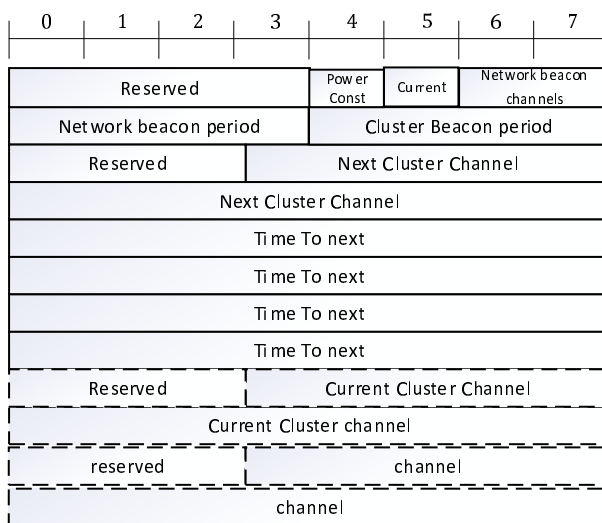 0 1 2 3 4 5 6 7
Reserved Power Const Current Network beacon channels
Network beacon period Cluster Beacon period
Reserved Next Cluster Channel
Next Cluster Channel
Time To next
Time To next
Time To next
Time To next
Reserved Current Cluster Channel
Current Cluster channel
reserved channel
channel